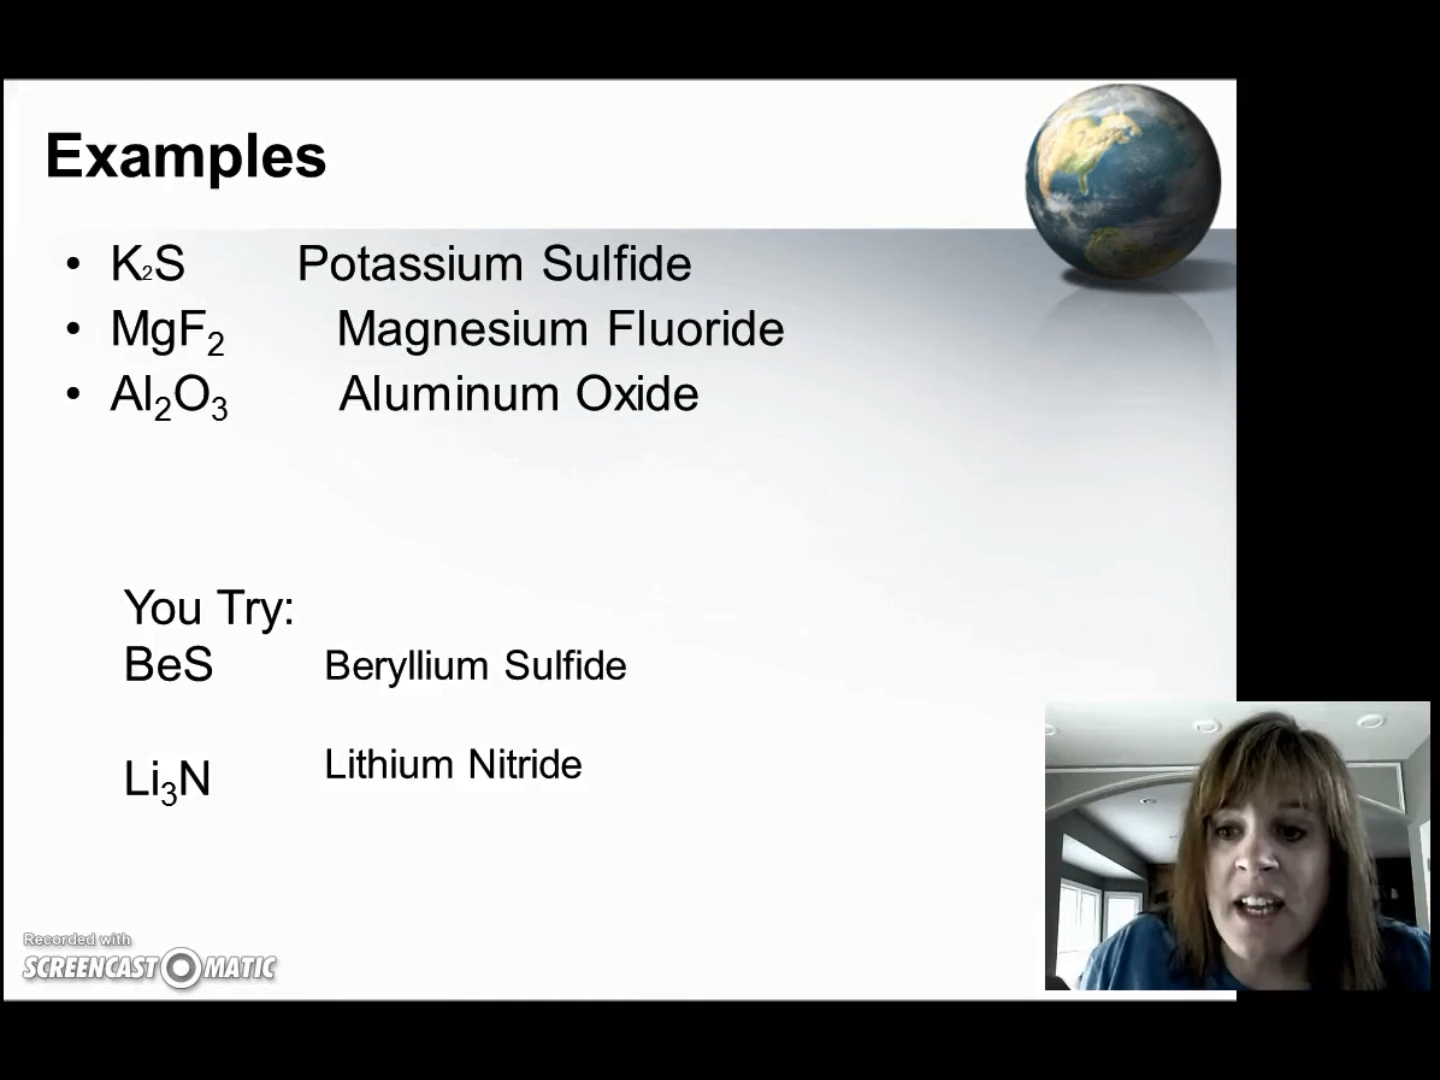 Examples
• K₂S Potassium Sulfide
• MgF₂ Magnesium Fluoride
• Al₂O₃ Aluminum Oxide
You Try:
BeS Beryllium Sulfide
Li₃N Lithium Nitride
Recorded with
SCREENCAST-O-MATIC